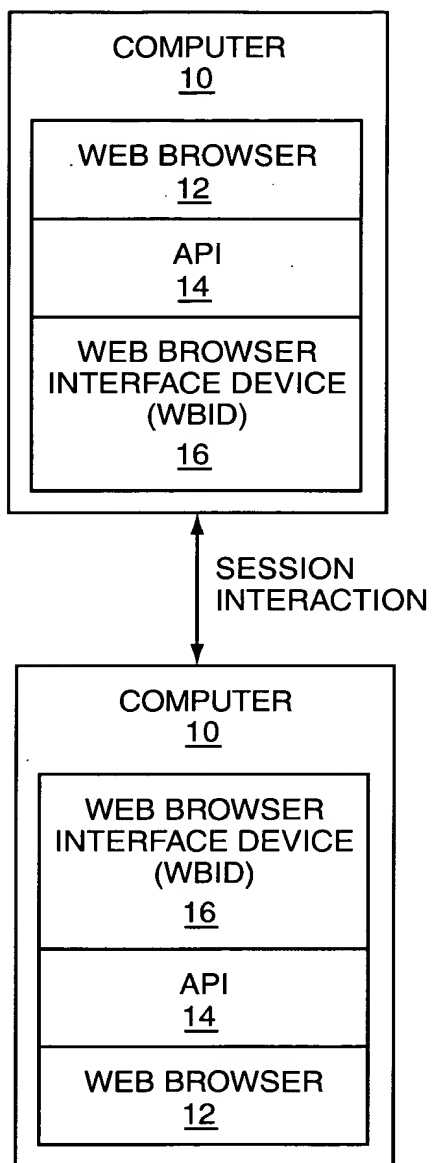 COMPUTER
10
WEB BROWSER
12
API
14
WEB BROWSER
INTERFACE DEVICE
(WBID)
16
SESSION
INTERACTION
COMPUTER
10
WEB BROWSER
INTERFACE DEVICE
(WBID)
16
API
14
WEB BROWSER
12